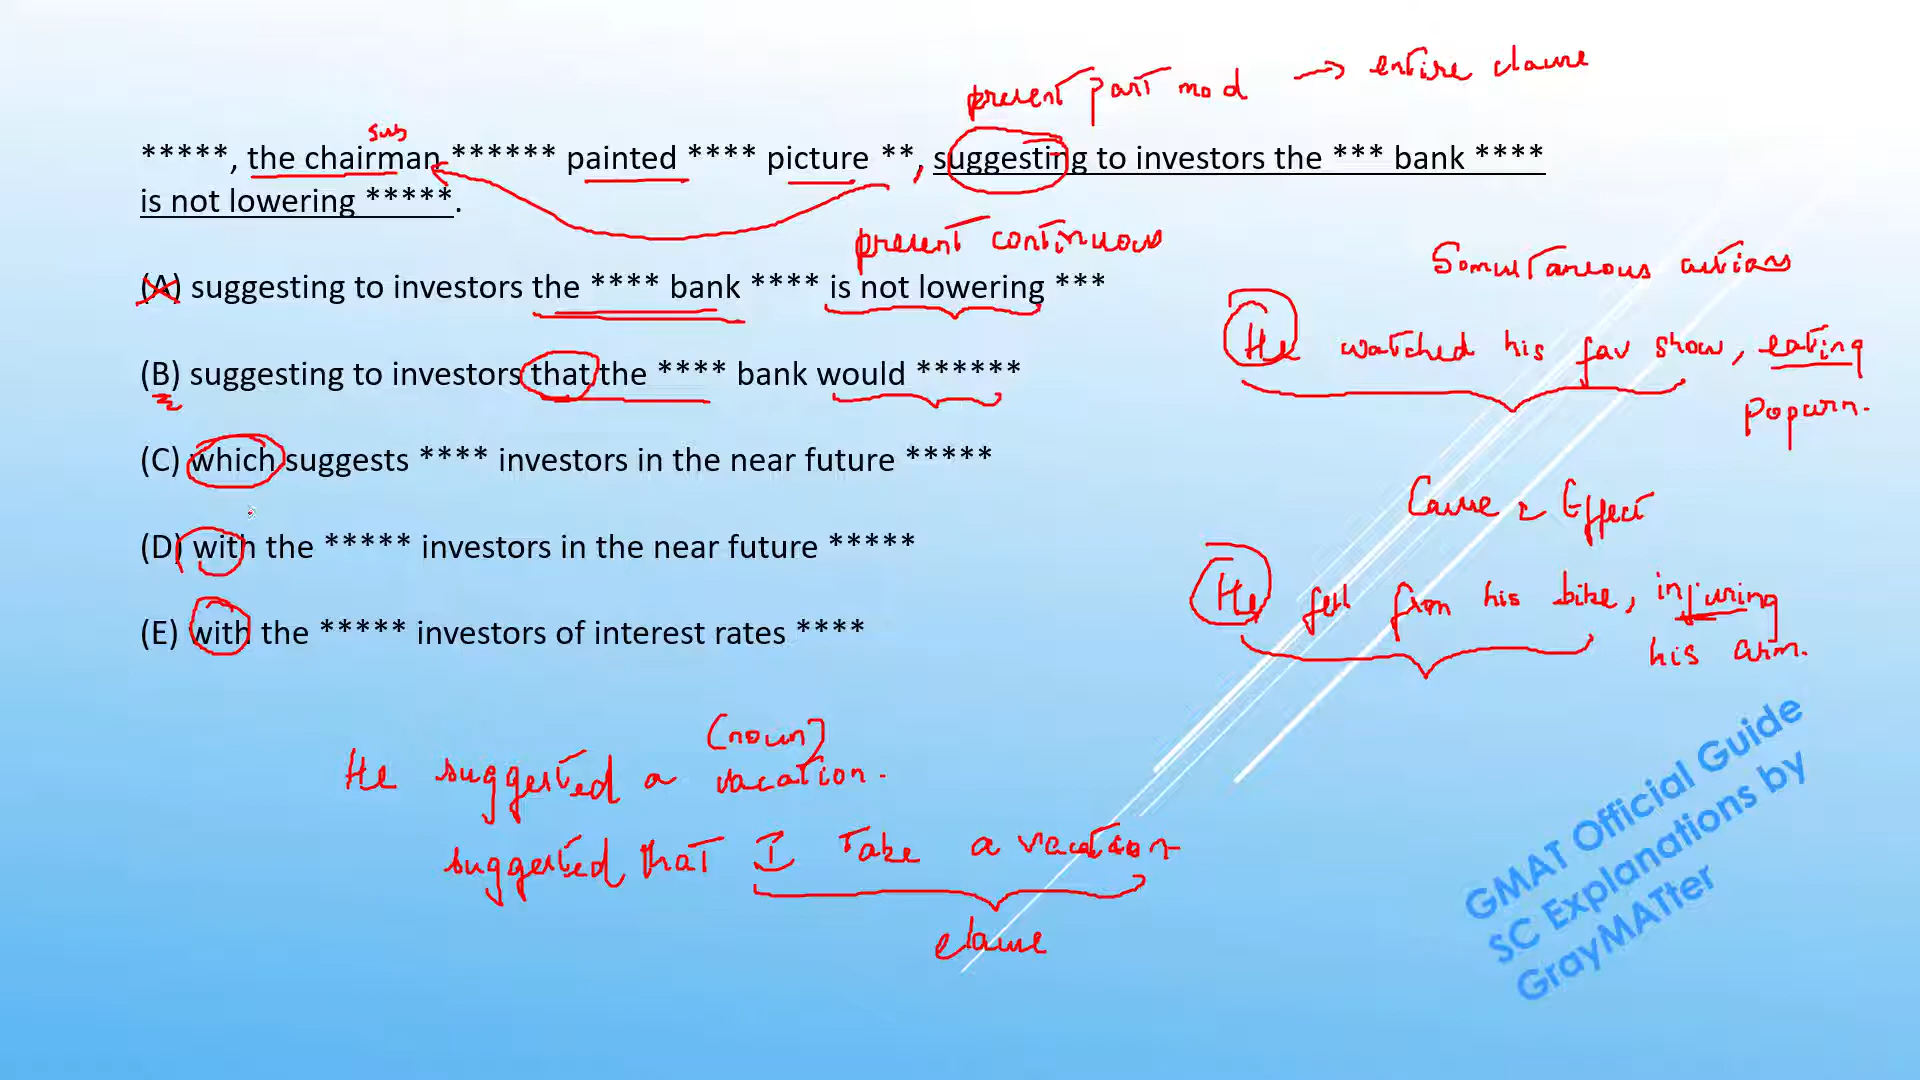 present part mod → entire clause
sub
*****, the chairman ****** painted **** picture **, suggesting to investors the *** bank ****
is not lowering *****.
present continuous
(A) suggesting to investors the **** bank **** is not lowering ***
(B) suggesting to investors that the **** bank would ******
(C) which suggests **** investors in the near future *****
(D) with the ***** investors in the near future *****
(E) with the ***** investors of interest rates ****
Somultaneous actions
He watched his fav show, eating
popcorn.
Cause & Effect
He fell from his bike, injuring
his arm.
(noun)
He suggested a vacation.
suggested that I take a vacation
clause
GMAT Official Guide
SC Explanations by
GrayMATter